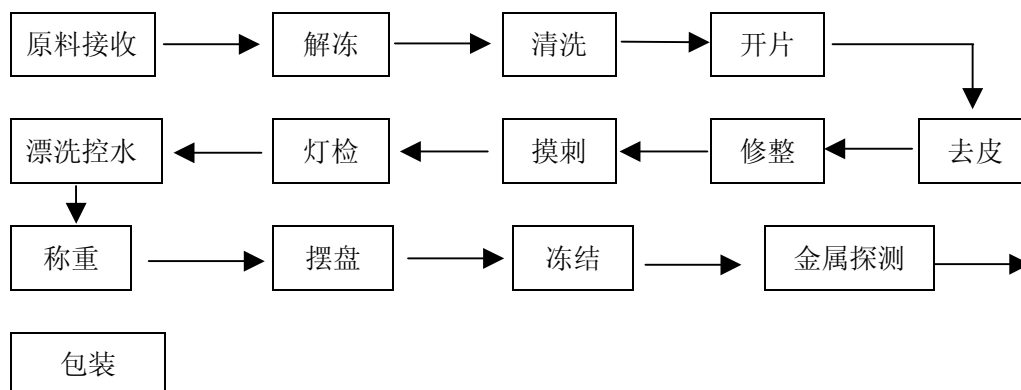 原料接收 解冻 清洗 开片
漂洗控水 灯检 摸刺 修整 去皮
称重 摆盘 冻结 金属探测
包装